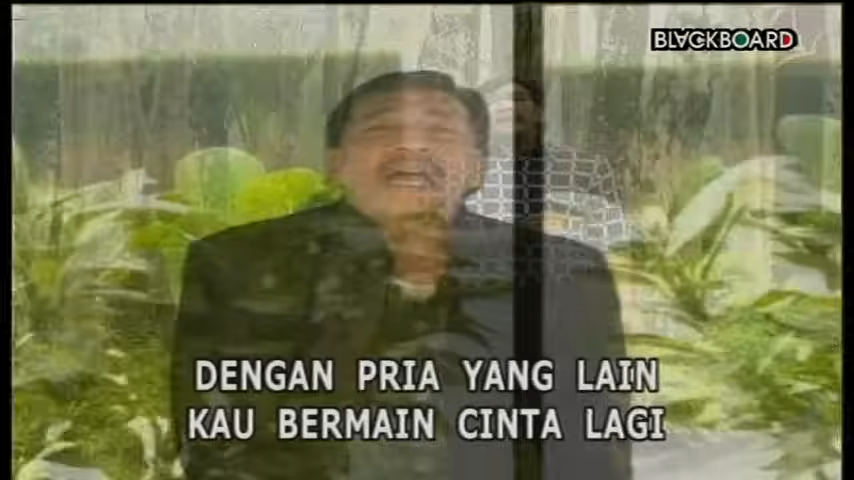 BLACKBOARD
DENGAN PRIA YANG LAIN
KAU BERMAIN CINTA LAGI